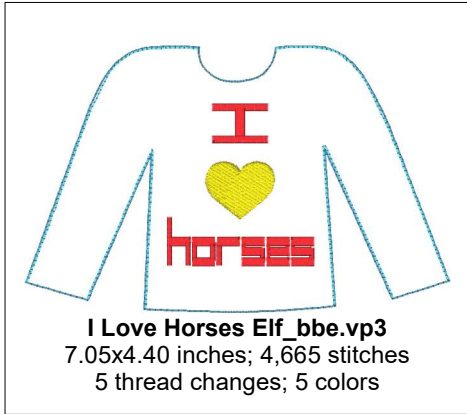 I
horses
I Love Horses Elf_bbe.vp3
7.05x4.40 inches; 4,665 stitches
5 thread changes; 5 colors